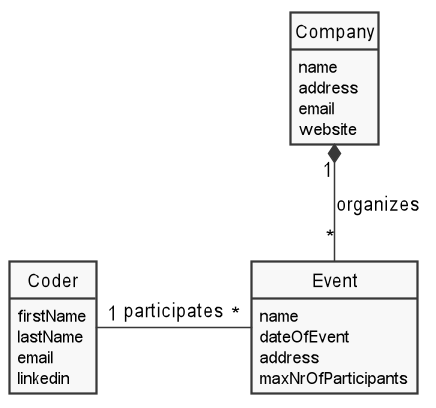 Company
name
address
email
website
1
organizes
*
Coder
firstName
lastName
email
linkedin
1 participates *
Event
name
dateOfEvent
address
maxNrOfParticipants